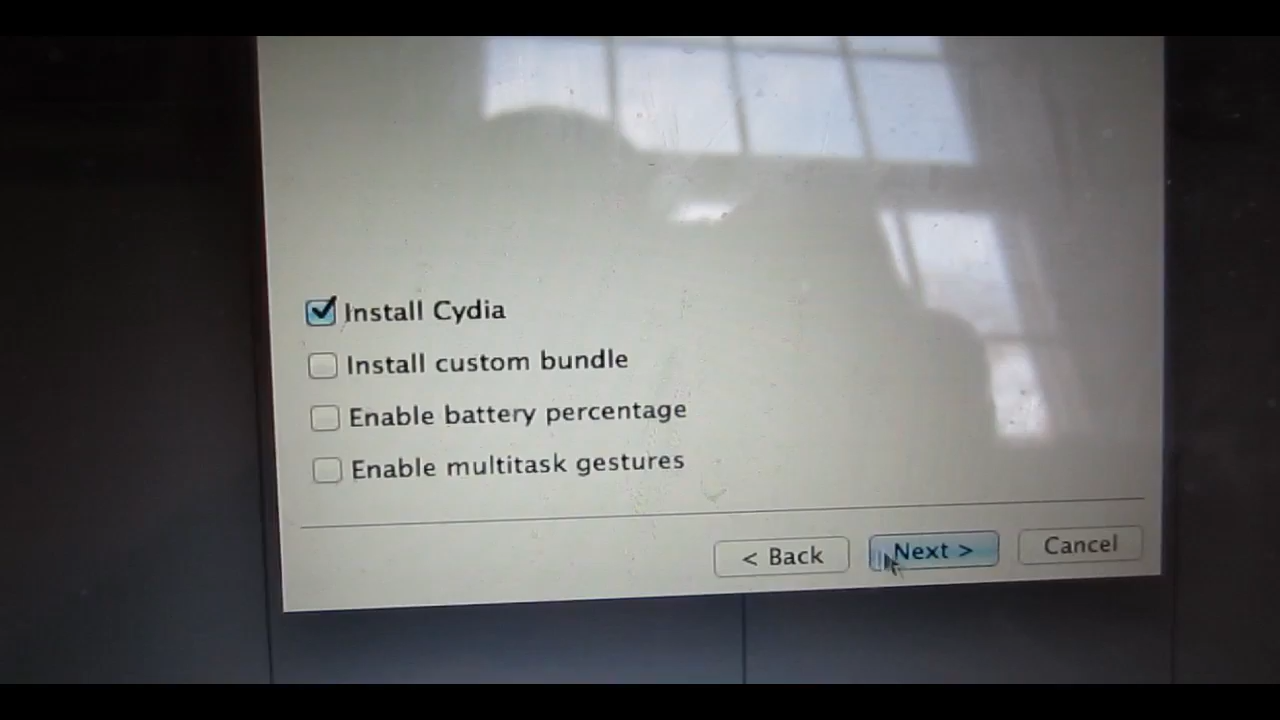 Install Cydia
Install custom bundle
Enable battery percentage
Enable multitask gestures
< Back Next > Cancel